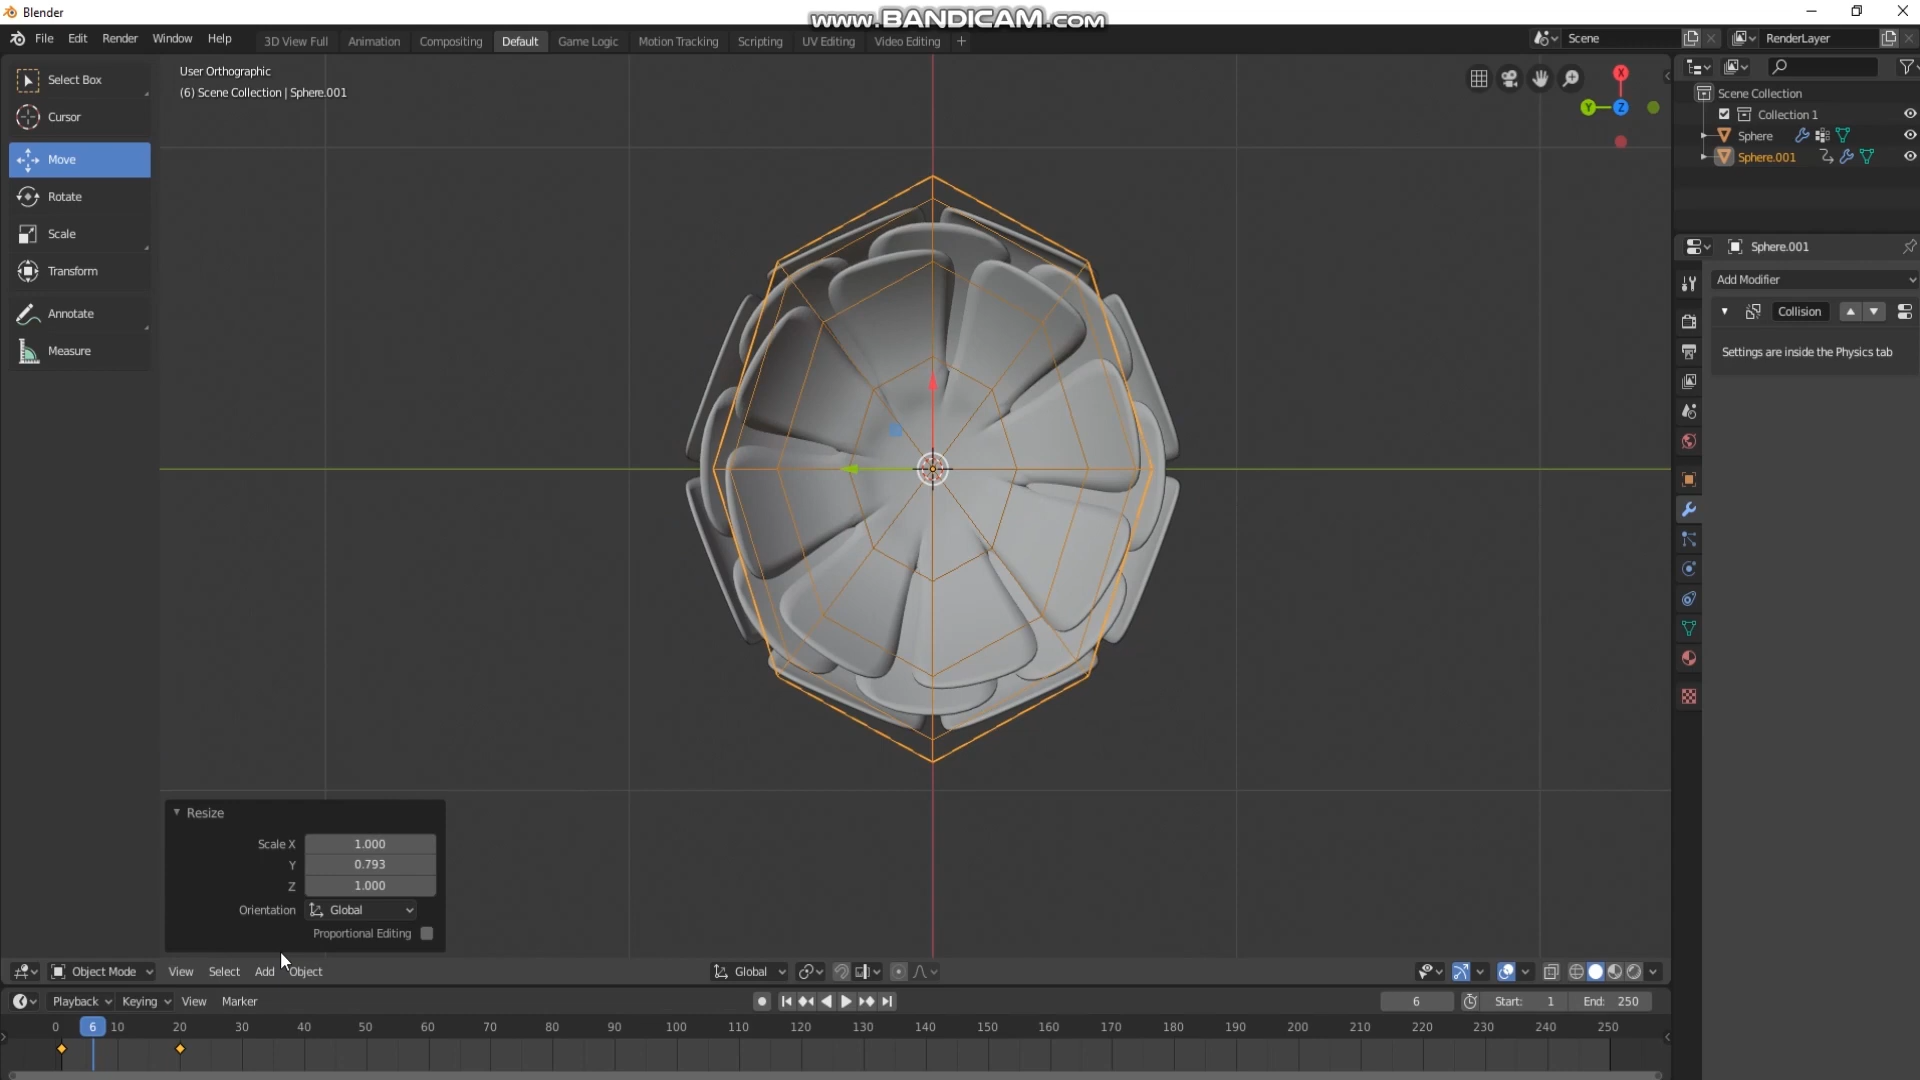 Blender
www.BANDICAM.com
File Edit Render Window Help
3D View Full Animation Compositing Default Game Logic Motion Tracking Scripting UV Editing Video Editing +
Scene
RenderLayer
Select Box
Cursor
Move
Rotate
Scale
Transform
Annotate
Measure
User Orthographic
(6) Scene Collection | Sphere.001
X
Y
Z
Scene Collection
Collection 1
Sphere
Sphere.001
Sphere.001
Add Modifier
Collision
Settings are inside the Physics tab
Resize
Scale X 1.000
Y 0.793
Z 1.000
Orientation Global
Proportional Editing
Object Mode View Select Add Object
Global
Playback Keying View Marker
6 Start: 1 End: 250
0 6 10 20 30 40 50 60 70 80 90 100 110 120 130 140 150 160 170 180 190 200 210 220 230 240 250